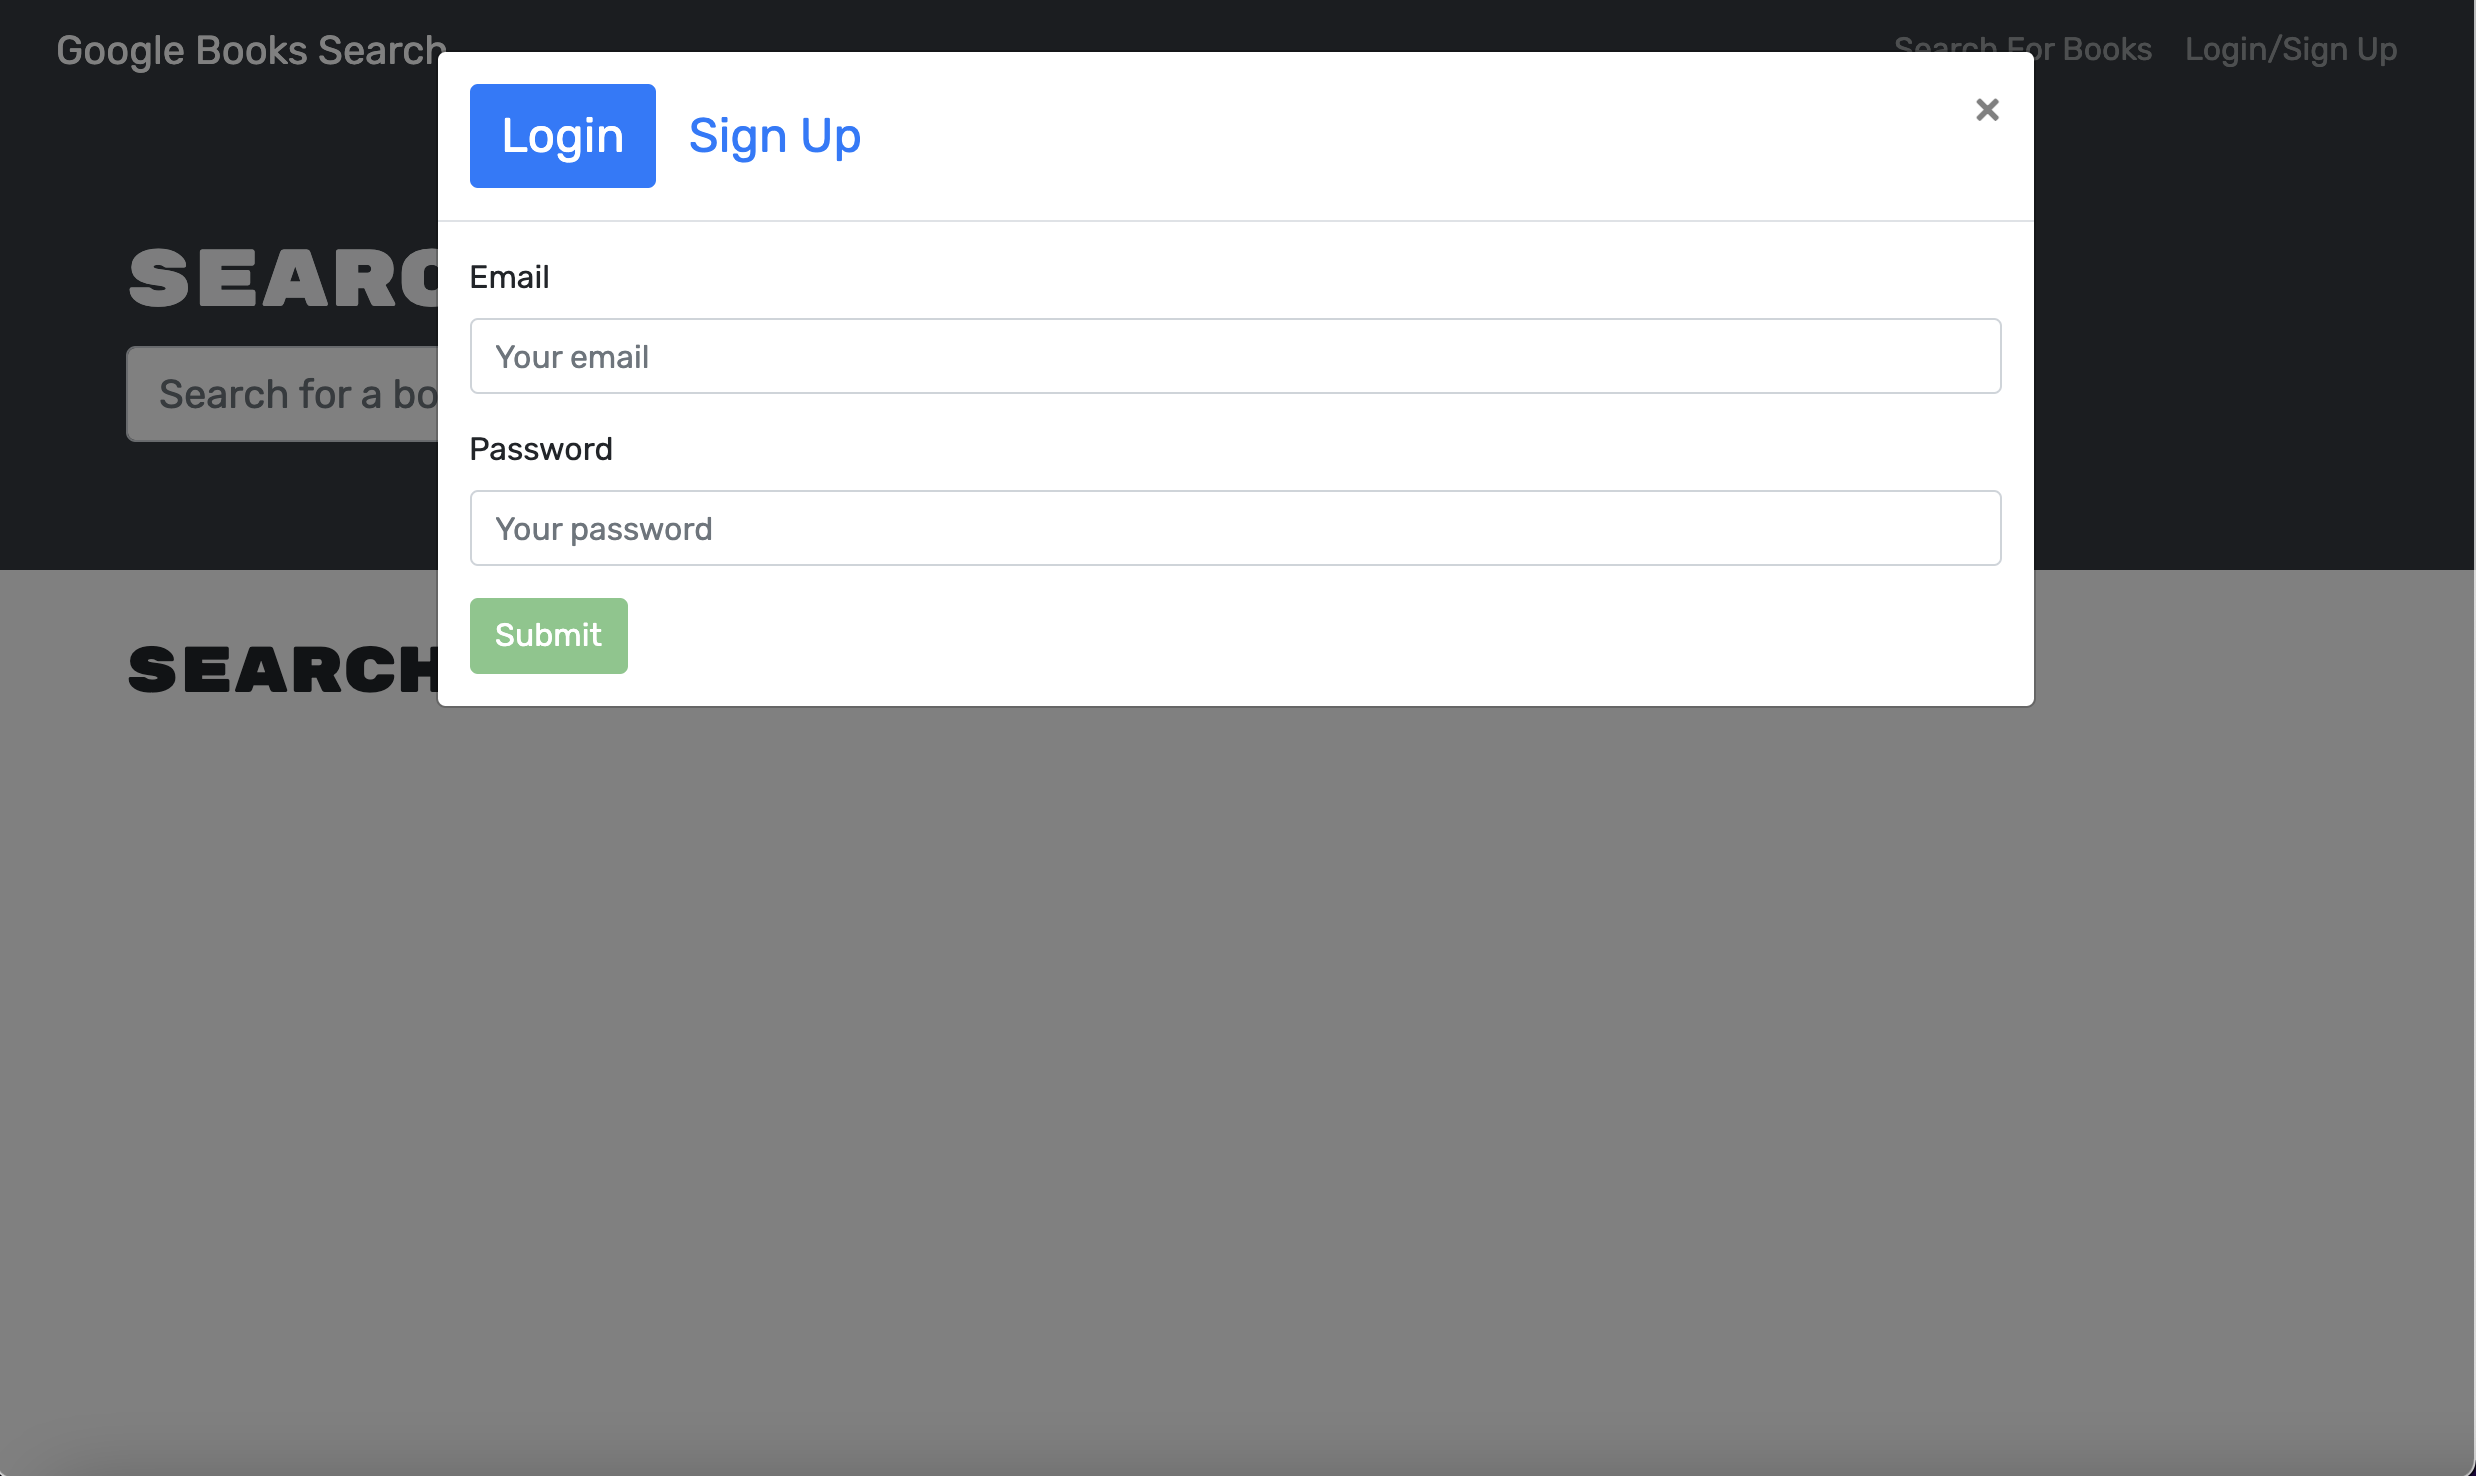 Google Books Search
Search For Books Login/Sign Up
Login Sign Up ×
SEARC
Email
Your email
Search for a bo
Password
Your password
Submit
SEARCH